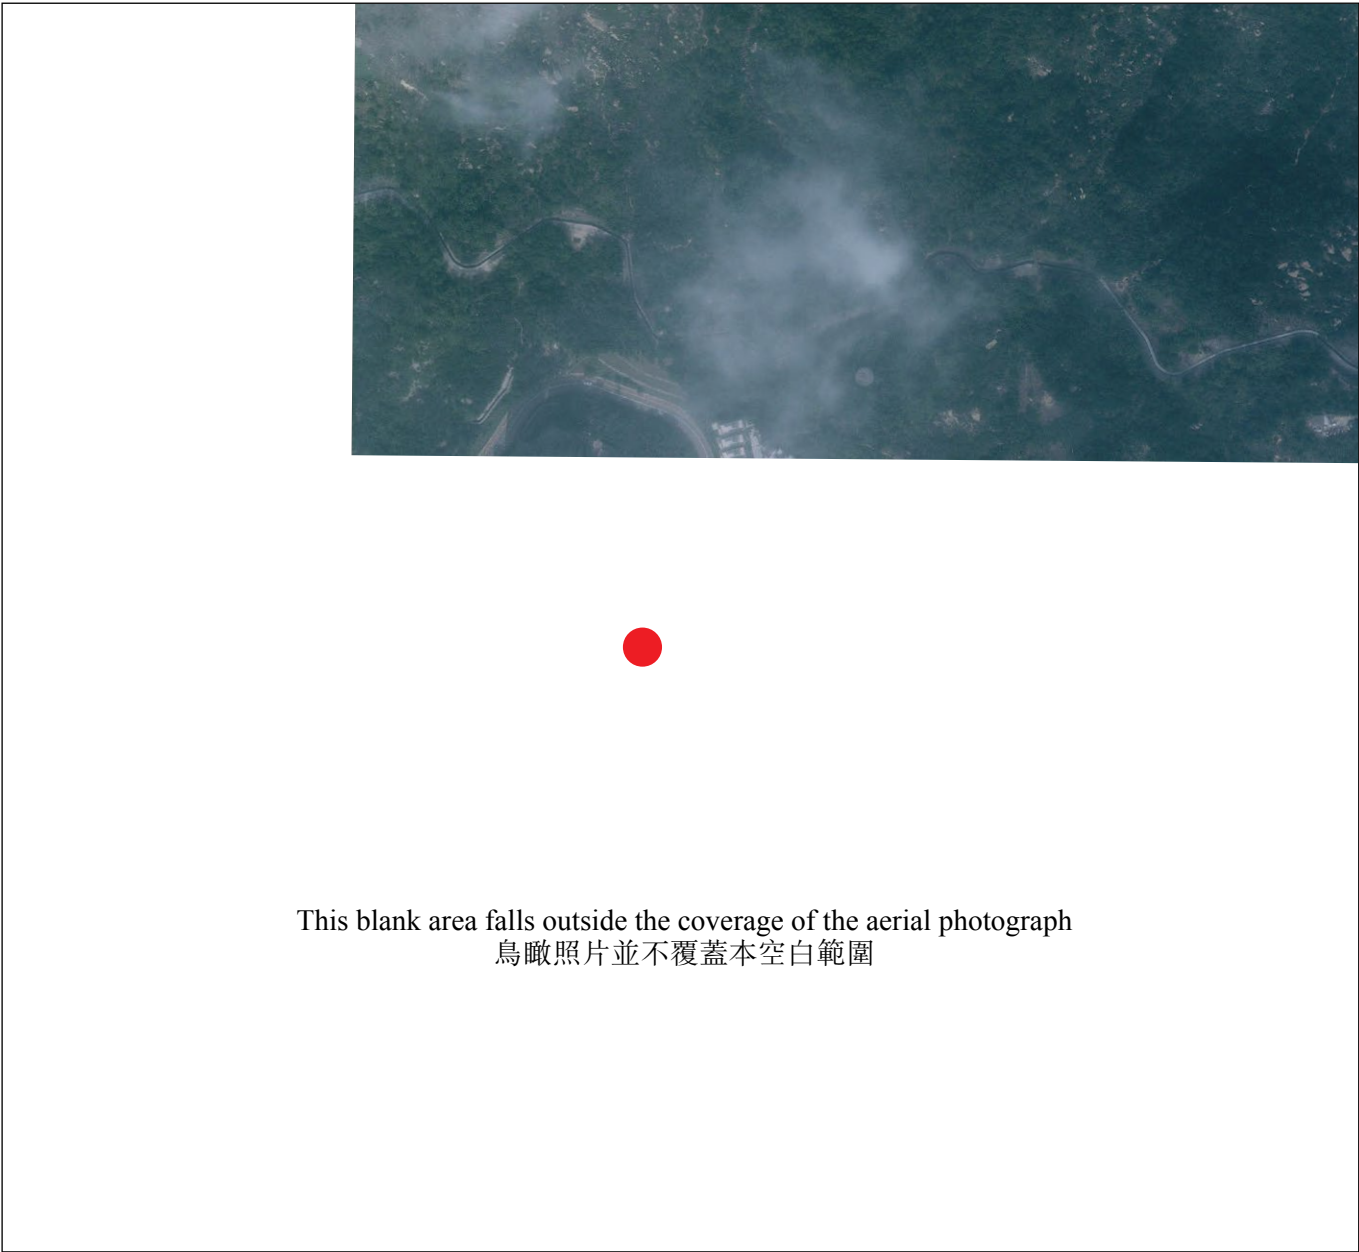 This blank area falls outside the coverage of the aerial photograph
鳥瞰照片並不覆蓋本空白範圍